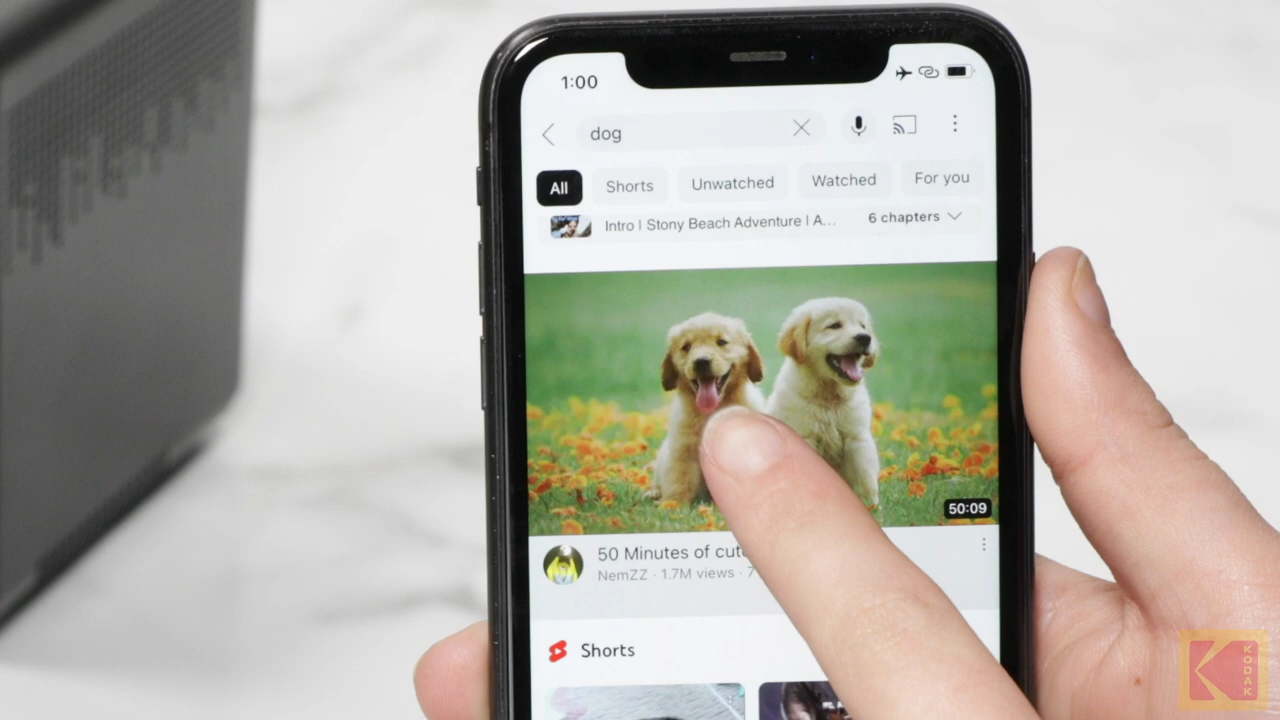 1:00
dog
All Shorts Unwatched Watched For you
Intro | Stony Beach Adventure | A... 6 chapters
50:09
50 Minutes of
NemZZ · 1.7M views ·
Shorts
KODAK